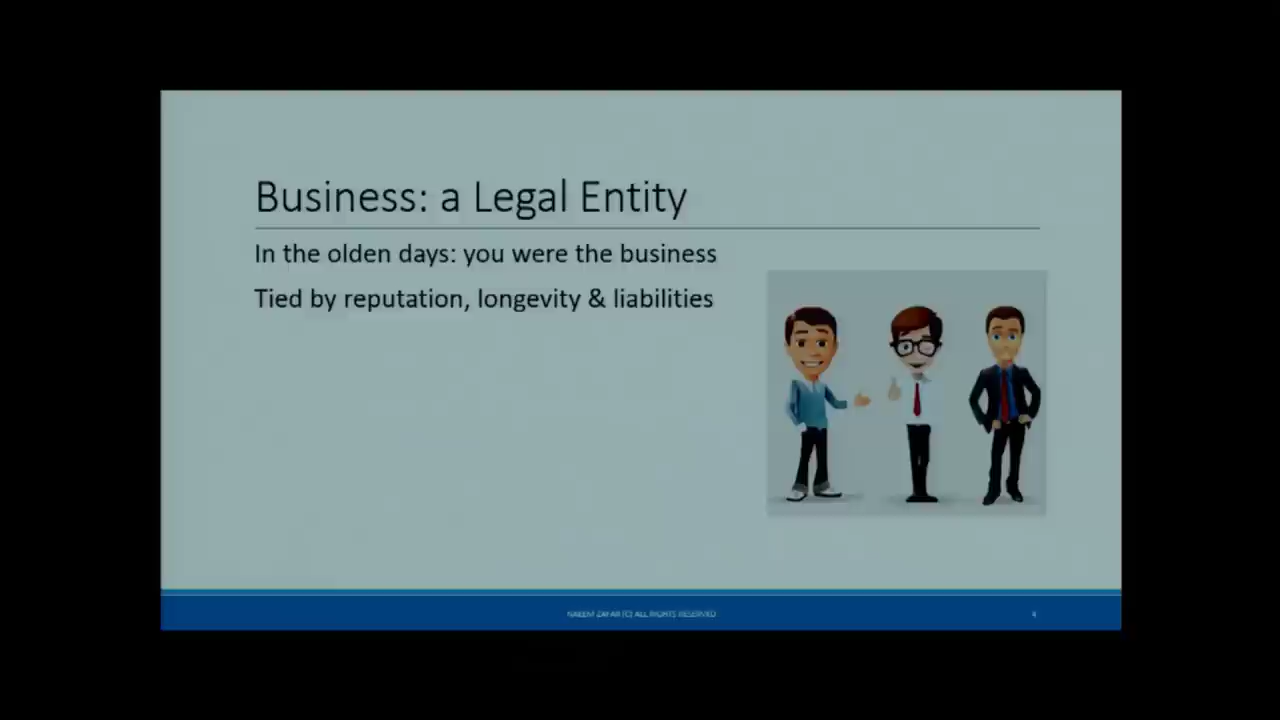 Business: a Legal Entity
In the olden days: you were the business
Tied by reputation, longevity & liabilities
NAEEM ZAFAR (C) ALL RIGHTS RESERVED
4